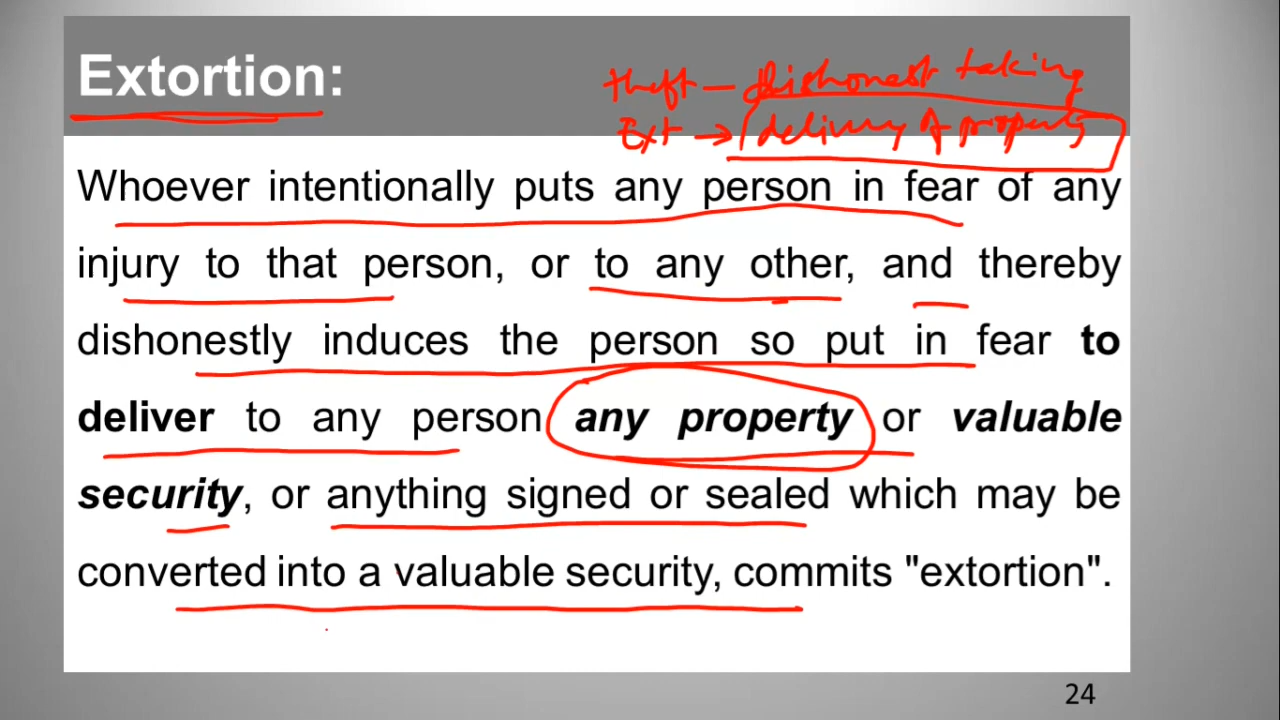 Extortion:
theft – dishonest taking
Ext → delivery of property
Whoever intentionally puts any person in fear of any
injury to that person, or to any other, and thereby
dishonestly induces the person so put in fear to
deliver to any person any property or valuable
security, or anything signed or sealed which may be
converted into a valuable security, commits "extortion".
24